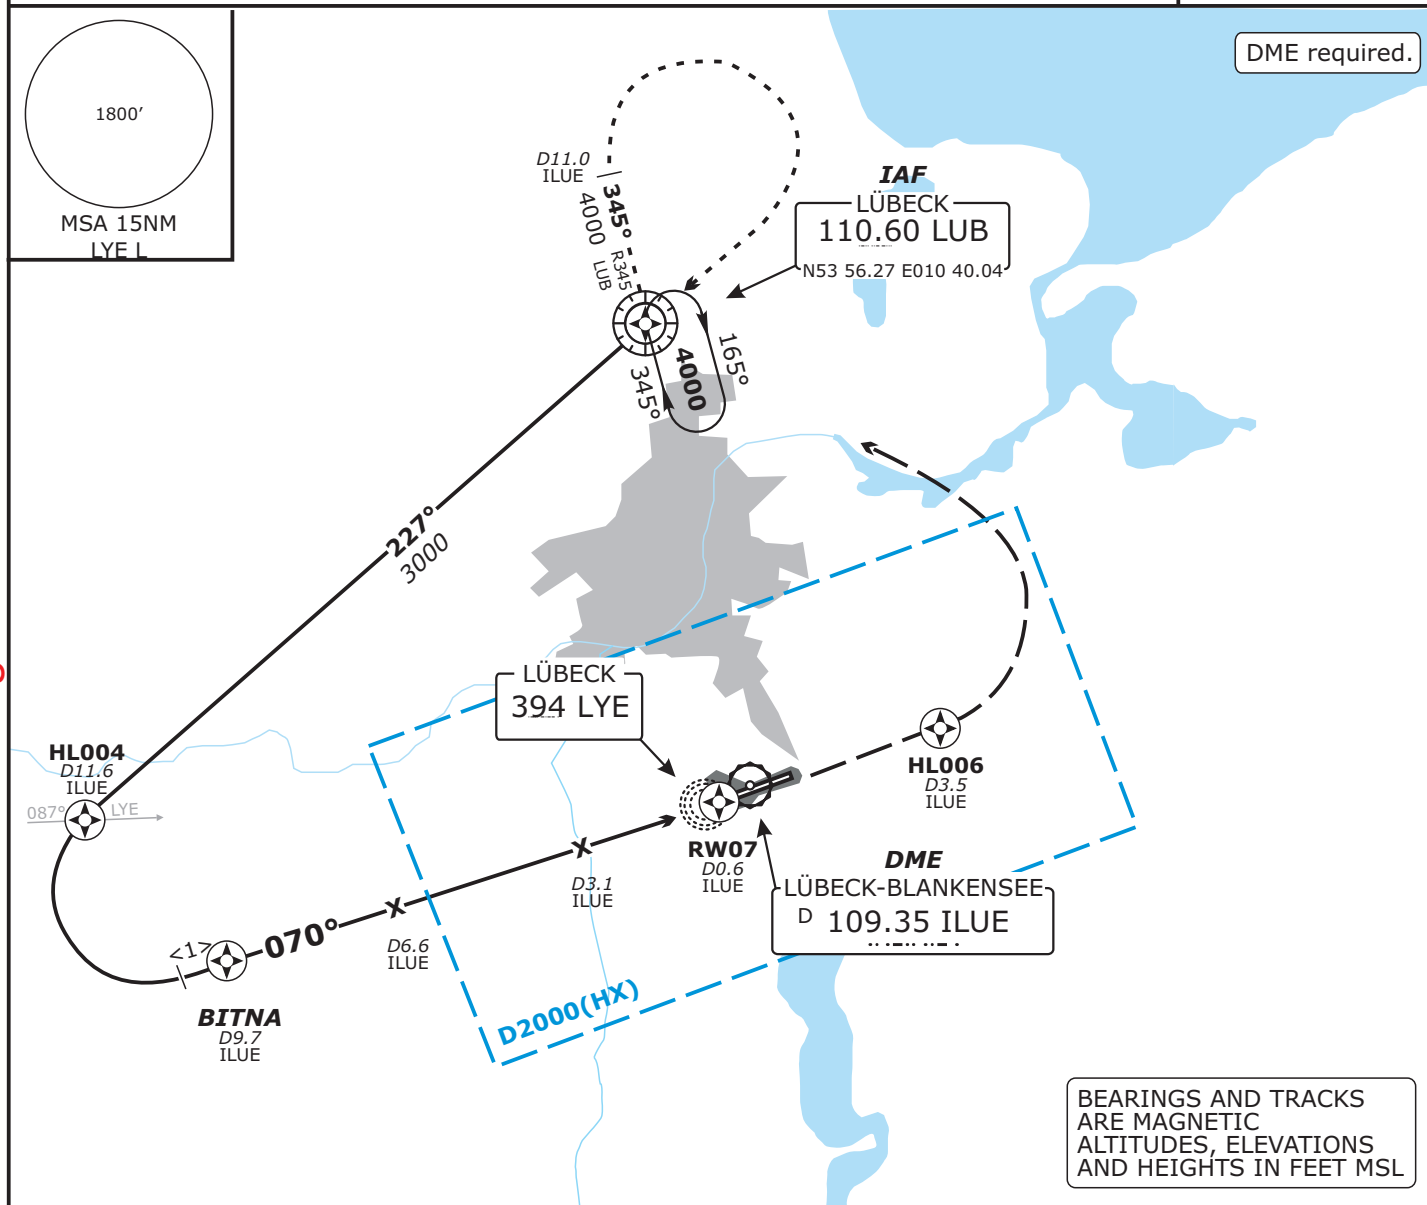 DME required.
1800’
MSA 15NM
LYE L
D11.0
ILUE
345°
4000
R345
LUB
IAF
LÜBECK
110.60 LUB
N53 56.27 E010 40.04
165°
4000
345°
227°
3000
LÜBECK
394 LYE
HL004
D11.6
ILUE
087°
LYE
HL006
D3.5
ILUE
RW07
D0.6
ILUE
DME
LÜBECK-BLANKENSEE
D 109.35 ILUE
D3.1
ILUE
070°
D6.6
ILUE
<1>
BITNA
D9.7
ILUE
D2000(HX)
BEARINGS AND TRACKS
ARE MAGNETIC
ALTITUDES, ELEVATIONS
AND HEIGHTS IN FEET MSL